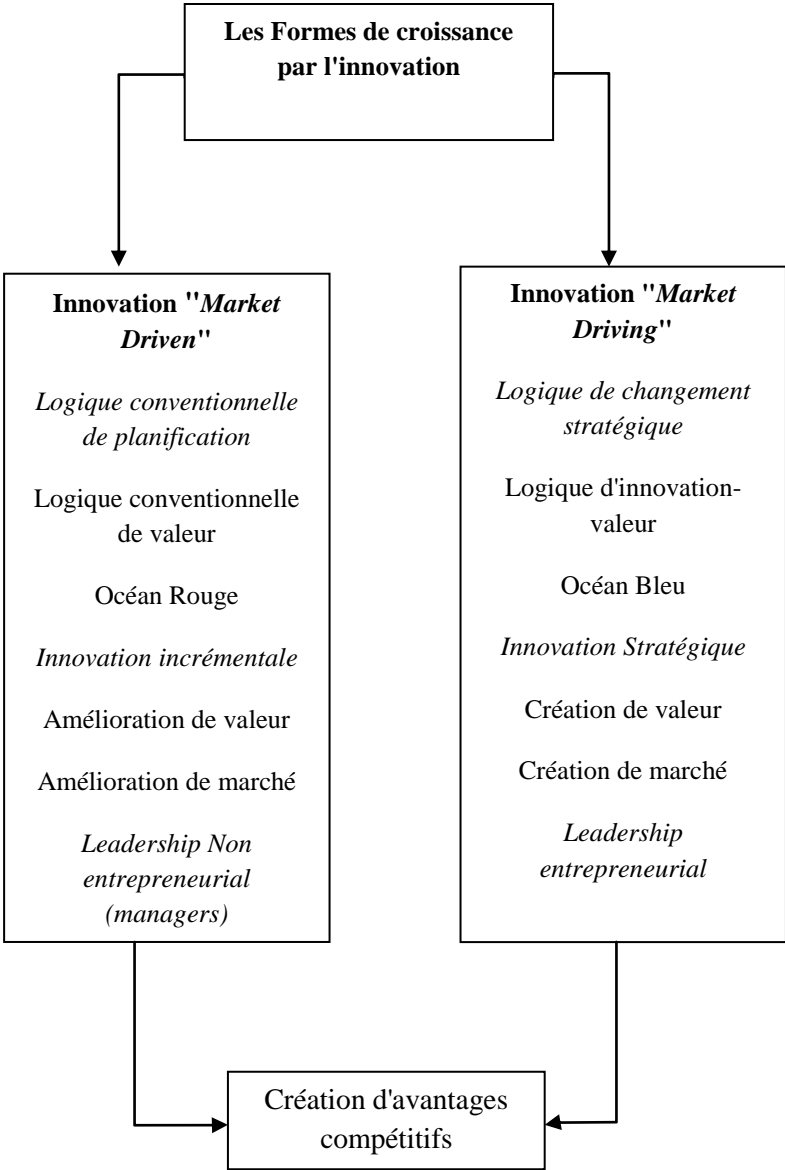 Les Formes de croissance
par l'innovation
Innovation "Market
Driven"
Logique conventionnelle
de planification
Logique conventionnelle
de valeur
Océan Rouge
Innovation incrémentale
Amélioration de valeur
Amélioration de marché
Leadership Non
entrepreneurial
(managers)
Innovation "Market
Driving"
Logique de changement
stratégique
Logique d'innovation-
valeur
Océan Bleu
Innovation Stratégique
Création de valeur
Création de marché
Leadership
entrepreneurial
Création d'avantages
compétitifs